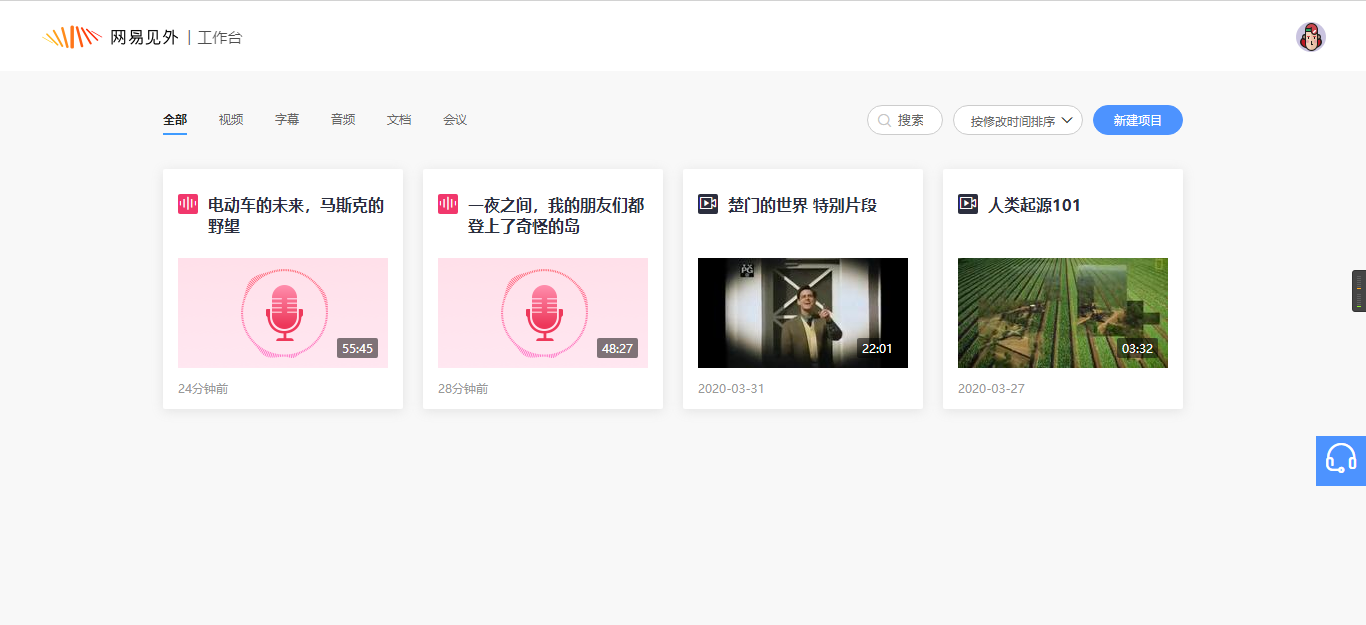 网易见外 | 工作台
全部 视频 字幕 音频 文档 会议 搜索 按修改时间排序 新建项目
电动车的未来，马斯克的
野望
55:45
24分钟前
一夜之间，我的朋友们都
登上了奇怪的岛
48:27
28分钟前
楚门的世界 特别片段
PG
22:01
2020-03-31
人类起源101
03:32
2020-03-27